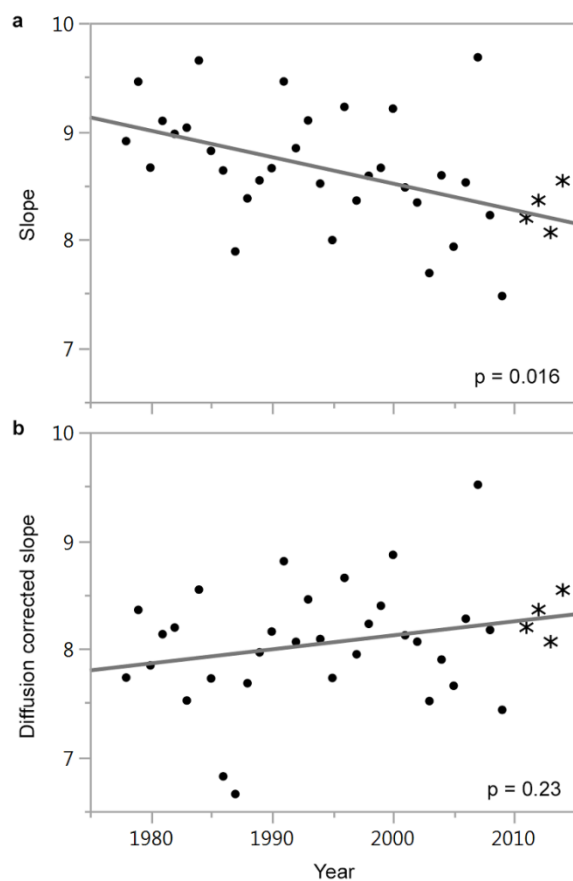 a
10
9
8
7
Slope
p = 0.016
b
10
9
8
7
Diffusion corrected slope
p = 0.23
1980 1990 2000 2010
Year